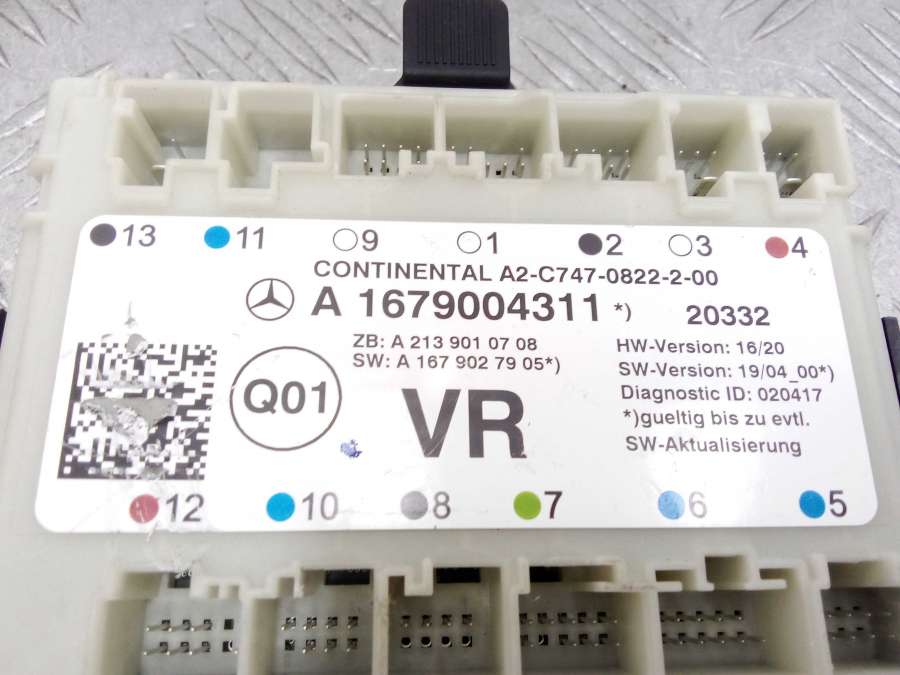 13 11 9 1 2 3 4
CONTINENTAL A2-C747-0822-2-00
A 1679004311 *) 20332
ZB: A 213 901 07 08
SW: A 167 902 79 05*)
HW-Version: 16/20
SW-Version: 19/04_00*)
Diagnostic ID: 020417
*)gueltig bis zu evtl.
SW-Aktualisierung
Q01
VR
12 10 8 7 6 5